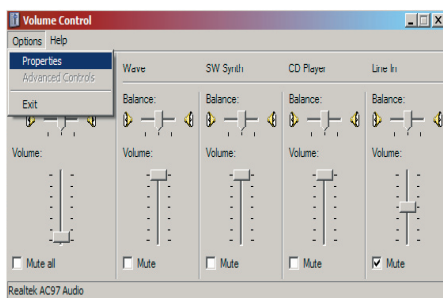 Volume Control
Options Help
Properties
Advanced Controls
Exit
Wave
SW Synth
CD Player
Line In
Balance:
Balance:
Balance:
Balance:
Volume:
Volume:
Volume:
Volume:
Volume:
Mute all
Mute
Mute
Mute
Mute
Realtek AC97 Audio